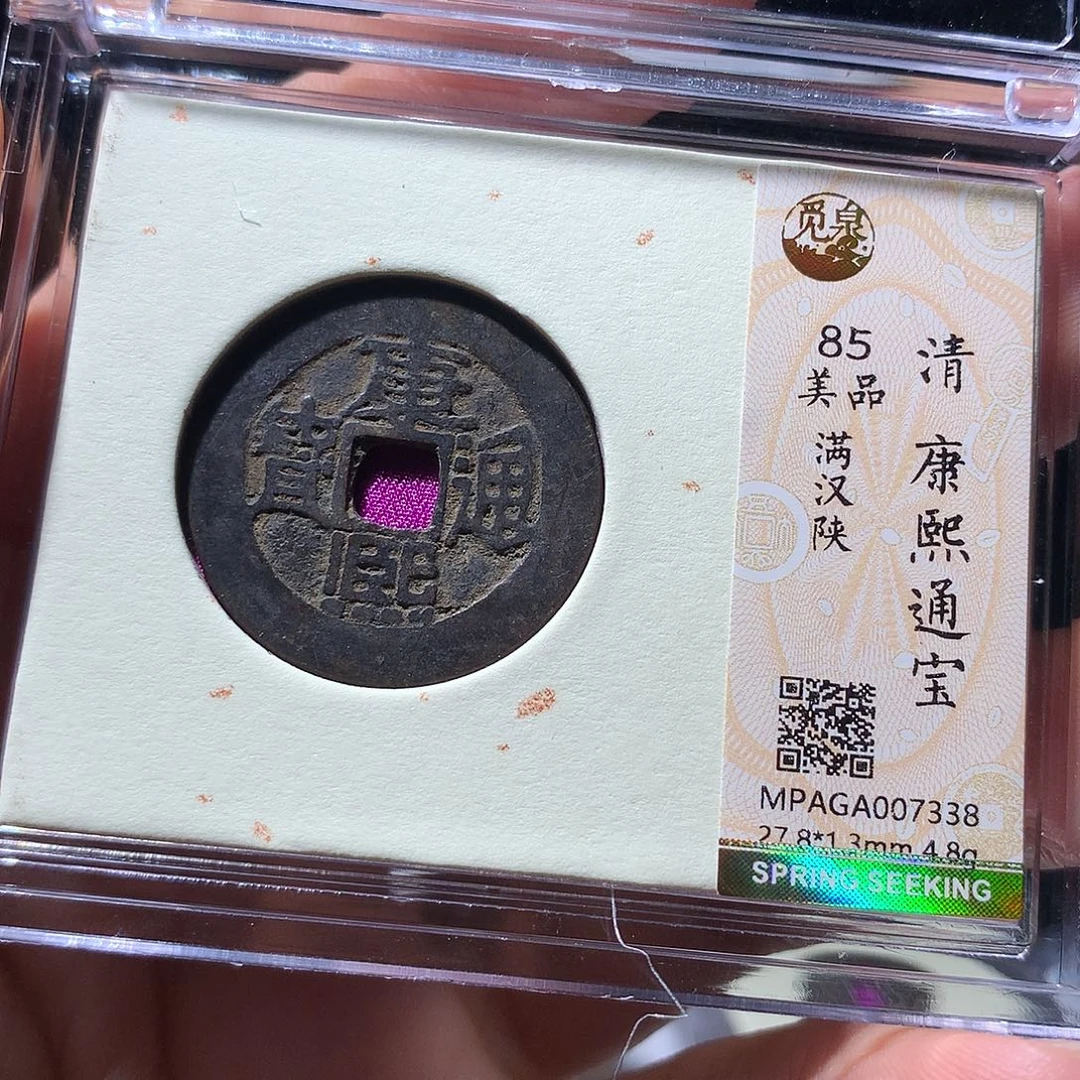 康熙通寶
覓泉
清 康熙通宝
85
美品
满汉陕
MPAGA007338
27.8*1.3mm 4.8g
SPRING SEEKING